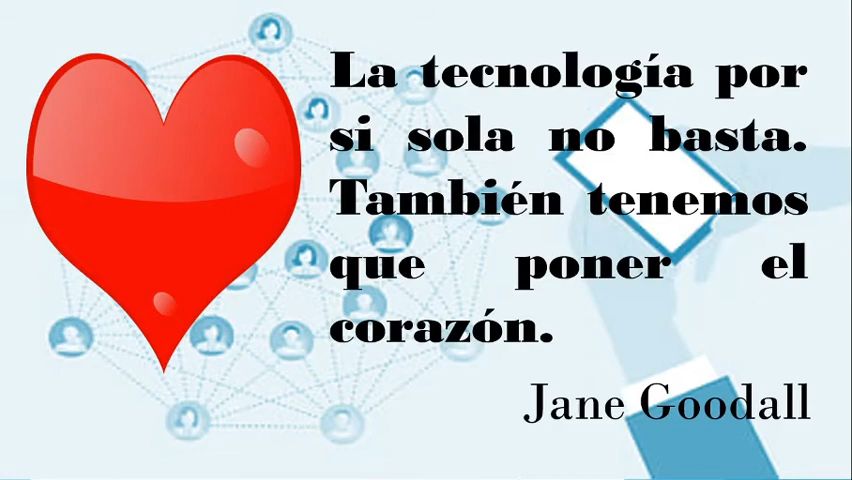 La tecnología por
si sola no basta.
También tenemos
que poner el
corazón.
Jane Goodall